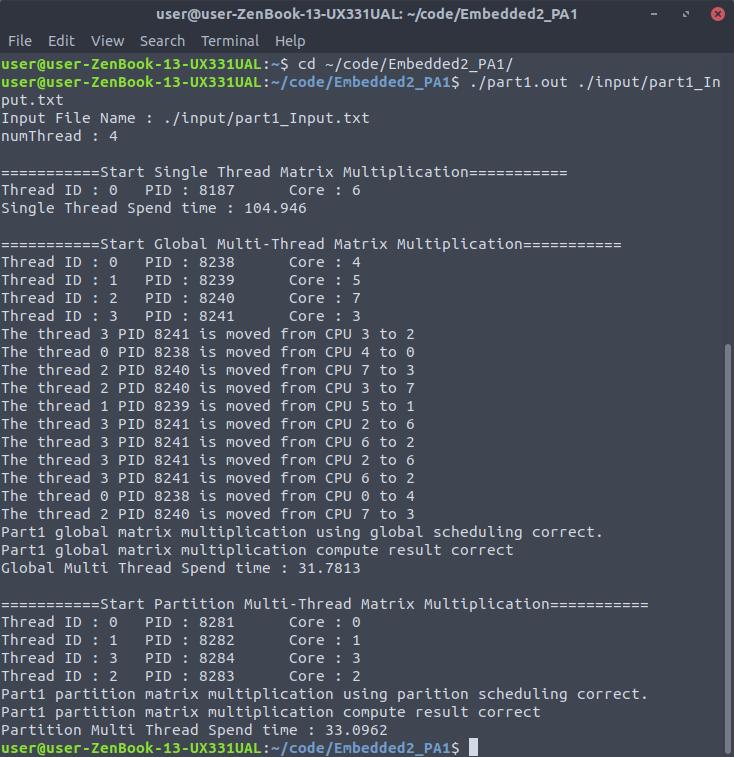 user@user-ZenBook-13-UX331UAL: ~/code/Embedded2_PA1
File Edit View Search Terminal Help
user@user-ZenBook-13-UX331UAL:~$ cd ~/code/Embedded2_PA1/
user@user-ZenBook-13-UX331UAL:~/code/Embedded2_PA1$ ./part1.out ./input/part1_In
put.txt
Input File Name : ./input/part1_Input.txt
numThread : 4
===========Start Single Thread Matrix Multiplication===========
Thread ID : 0   PID : 8187      Core : 6
Single Thread Spend time : 104.946
===========Start Global Multi-Thread Matrix Multiplication===========
Thread ID : 0   PID : 8238      Core : 4
Thread ID : 1   PID : 8239      Core : 5
Thread ID : 2   PID : 8240      Core : 7
Thread ID : 3   PID : 8241      Core : 3
The thread 3 PID 8241 is moved from CPU 3 to 2
The thread 0 PID 8238 is moved from CPU 4 to 0
The thread 2 PID 8240 is moved from CPU 7 to 3
The thread 2 PID 8240 is moved from CPU 3 to 7
The thread 1 PID 8239 is moved from CPU 5 to 1
The thread 3 PID 8241 is moved from CPU 2 to 6
The thread 3 PID 8241 is moved from CPU 6 to 2
The thread 3 PID 8241 is moved from CPU 2 to 6
The thread 3 PID 8241 is moved from CPU 6 to 2
The thread 0 PID 8238 is moved from CPU 0 to 4
The thread 2 PID 8240 is moved from CPU 7 to 3
Part1 global matrix multiplication using global scheduling correct.
Part1 global matrix multiplication compute result correct
Global Multi Thread Spend time : 31.7813
===========Start Partition Multi-Thread Matrix Multiplication===========
Thread ID : 0   PID : 8281      Core : 0
Thread ID : 1   PID : 8282      Core : 1
Thread ID : 3   PID : 8284      Core : 3
Thread ID : 2   PID : 8283      Core : 2
Part1 partition matrix multiplication using parition scheduling correct.
Part1 partition matrix multiplication compute result correct
Partition Multi Thread Spend time : 33.0962
user@user-ZenBook-13-UX331UAL:~/code/Embedded2_PA1$